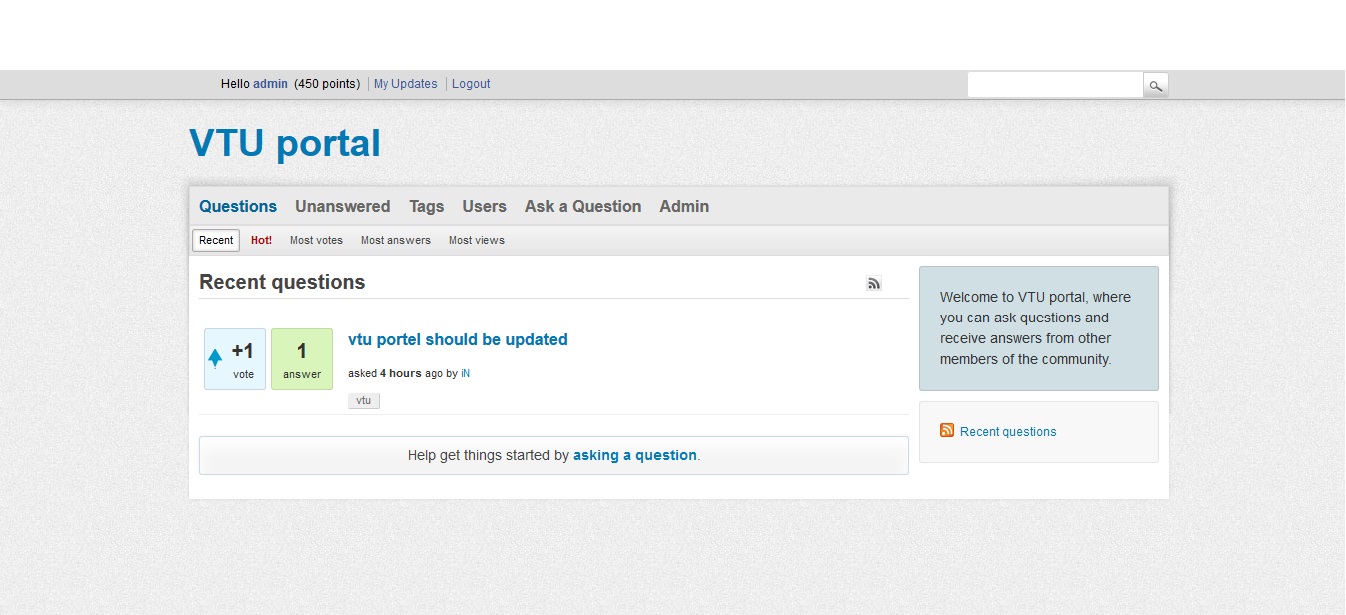 Hello admin (450 points) My Updates Logout
VTU portal
Questions Unanswered Tags Users Ask a Question Admin
Recent Hot! Most votes Most answers Most views
Recent questions
+1
vote
1
answer
vtu portel should be updated
asked 4 hours ago by iN
vtu
Help get things started by asking a question.
Welcome to VTU portal, where
you can ask questions and
receive answers from other
members of the community.
Recent questions